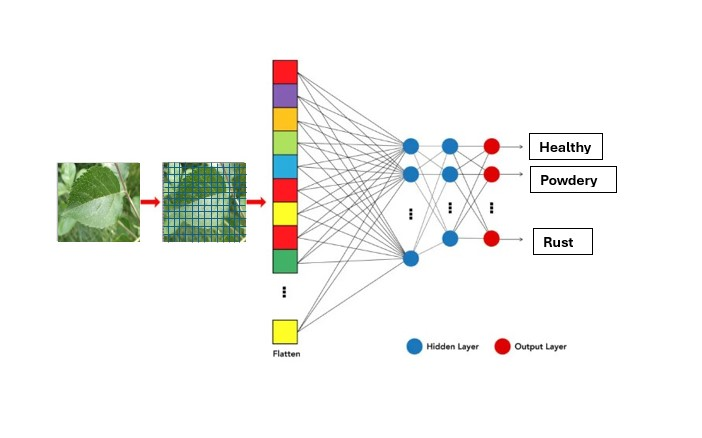 Healthy
Powdery
Rust
Flatten
Hidden Layer
Output Layer